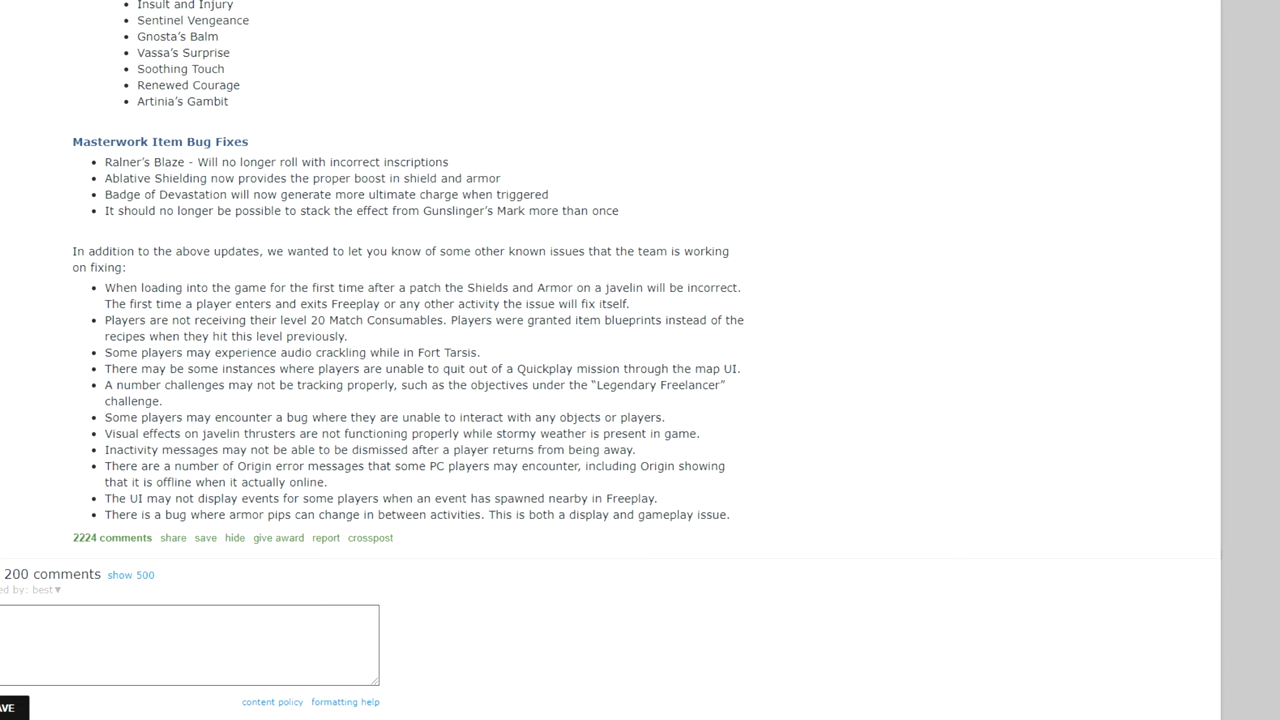 Insult and Injury
Sentinel Vengeance
Gnosta’s Balm
Vassa’s Surprise
Soothing Touch
Renewed Courage
Artinia’s Gambit
Masterwork Item Bug Fixes
Ralner’s Blaze - Will no longer roll with incorrect inscriptions
Ablative Shielding now provides the proper boost in shield and armor
Badge of Devastation will now generate more ultimate charge when triggered
It should no longer be possible to stack the effect from Gunslinger’s Mark more than once
In addition to the above updates, we wanted to let you know of some other known issues that the team is working
on fixing:
When loading into the game for the first time after a patch the Shields and Armor on a javelin will be incorrect.
The first time a player enters and exits Freeplay or any other activity the issue will fix itself.
Players are not receiving their level 20 Match Consumables. Players were granted item blueprints instead of the
recipes when they hit this level previously.
Some players may experience audio crackling while in Fort Tarsis.
There may be some instances where players are unable to quit out of a Quickplay mission through the map UI.
A number challenges may not be tracking properly, such as the objectives under the “Legendary Freelancer”
challenge.
Some players may encounter a bug where they are unable to interact with any objects or players.
Visual effects on javelin thrusters are not functioning properly while stormy weather is present in game.
Inactivity messages may not be able to be dismissed after a player returns from being away.
There are a number of Origin error messages that some PC players may encounter, including Origin showing
that it is offline when it actually online.
The UI may not display events for some players when an event has spawned nearby in Freeplay.
There is a bug where armor pips can change in between activities. This is both a display and gameplay issue.
2224 comments share save hide give award report crosspost
200 comments show 500
ed by: best▼
content policy formatting help
AVE